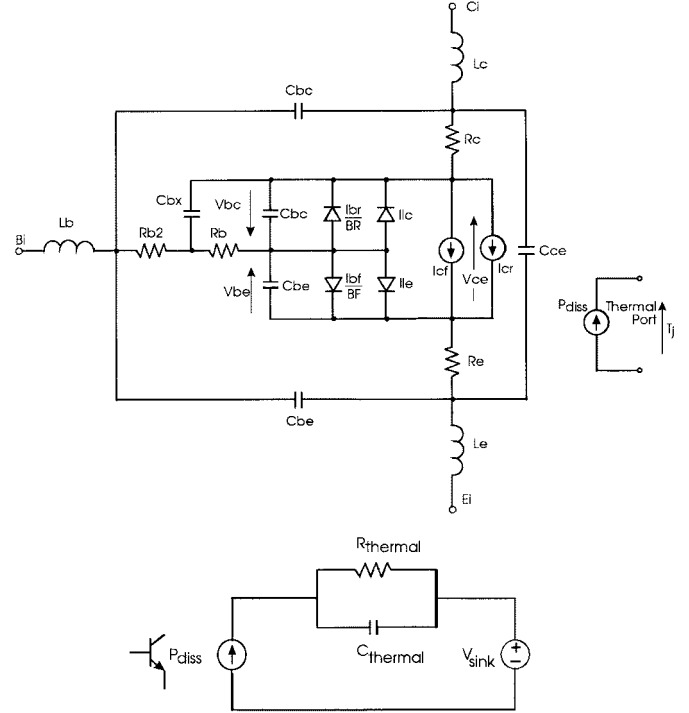 Ci
Lc
Cbc
Rc
Cbx
Vbc
Cbc
Ibr
BR
Ilc
Lb
Bi
Rb2
Rb
Icf
Vce
Icr
Cce
Vbe
Cbe
Ibf
BF
Ile
Pdiss
Thermal
Port
Tj
Re
Cbe
Le
Ei
Rthermal
Pdiss
Cthermal
Vsink